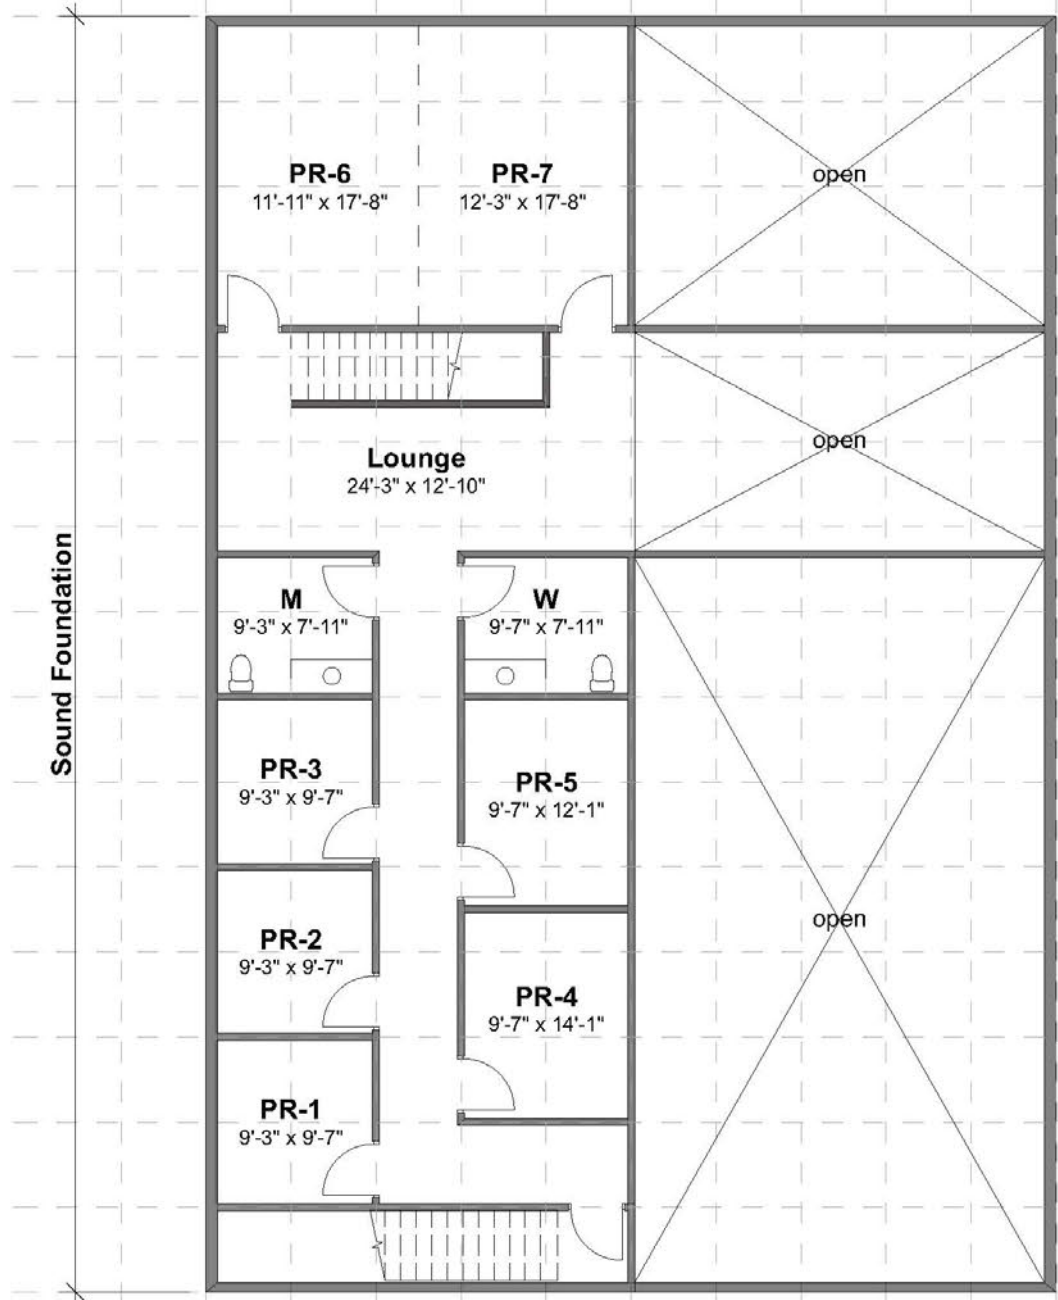 PR-6
11'-11" x 17'-8"
PR-7
12'-3" x 17'-8"
open
open
Lounge
24'-3" x 12'-10"
Sound Foundation
M
9'-3" x 7'-11"
W
9'-7" x 7'-11"
PR-3
9'-3" x 9'-7"
PR-5
9'-7" x 12'-1"
open
PR-2
9'-3" x 9'-7"
PR-4
9'-7" x 14'-1"
PR-1
9'-3" x 9'-7"